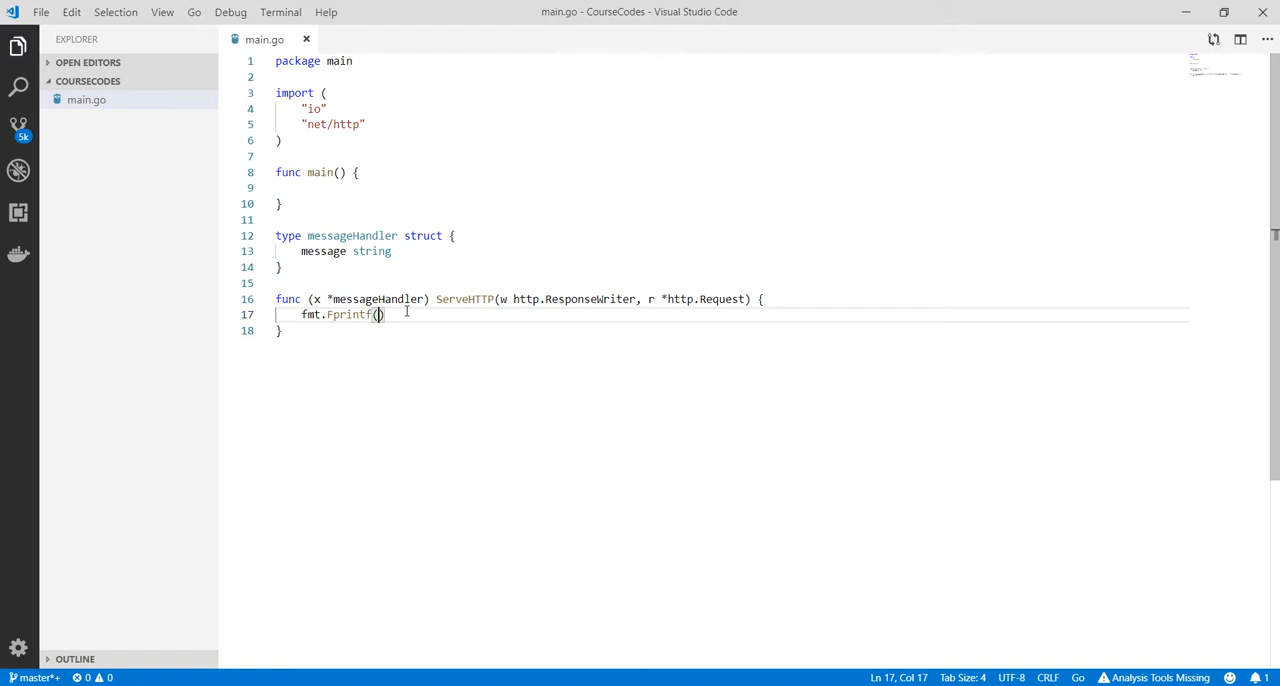 File Edit Selection View Go Debug Terminal Help
main.go - CourseCodes - Visual Studio Code
EXPLORER
OPEN EDITORS
COURSECODES
main.go
5k
OUTLINE
main.go
1 package main
2
3 import (
4 "io"
5 "net/http"
6 )
7
8 func main() {
9
10 }
11
12 type messageHandler struct {
13 message string
14 }
15
16 func (x *messageHandler) ServeHTTP(w http.ResponseWriter, r *http.Request) {
17 fmt.Fprintf()
18 }
master*+ 0 0
Ln 17, Col 17 Tab Size: 4 UTF-8 CRLF Go Analysis Tools Missing 1